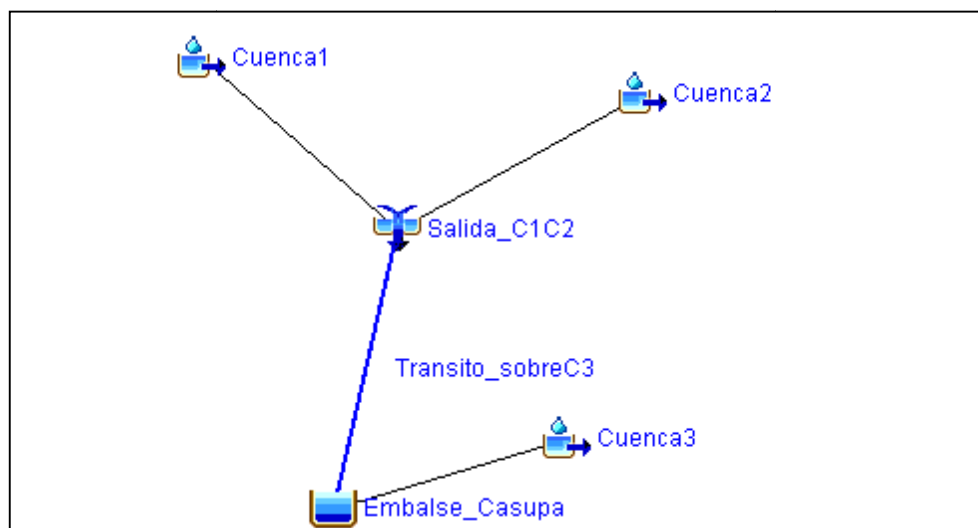 Cuenca1
Cuenca2
Salida_C1C2
Transito_sobreC3
Cuenca3
Embalse_Casupa